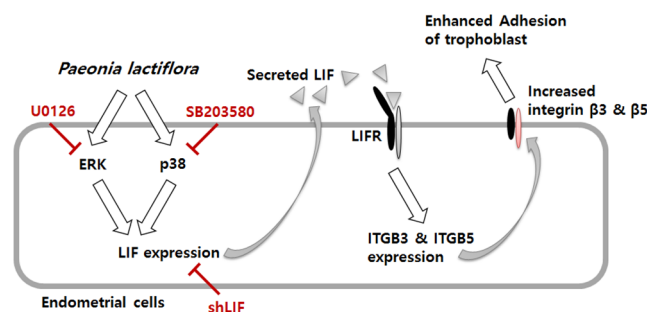 Enhanced Adhesion
of trophoblast
Paeonia lactiflora
Secreted LIF
U0126
SB203580
Increased
integrin β3 & β5
LIFR
ERK
p38
LIF expression
ITGB3 & ITGB5
expression
Endometrial cells
shLIF